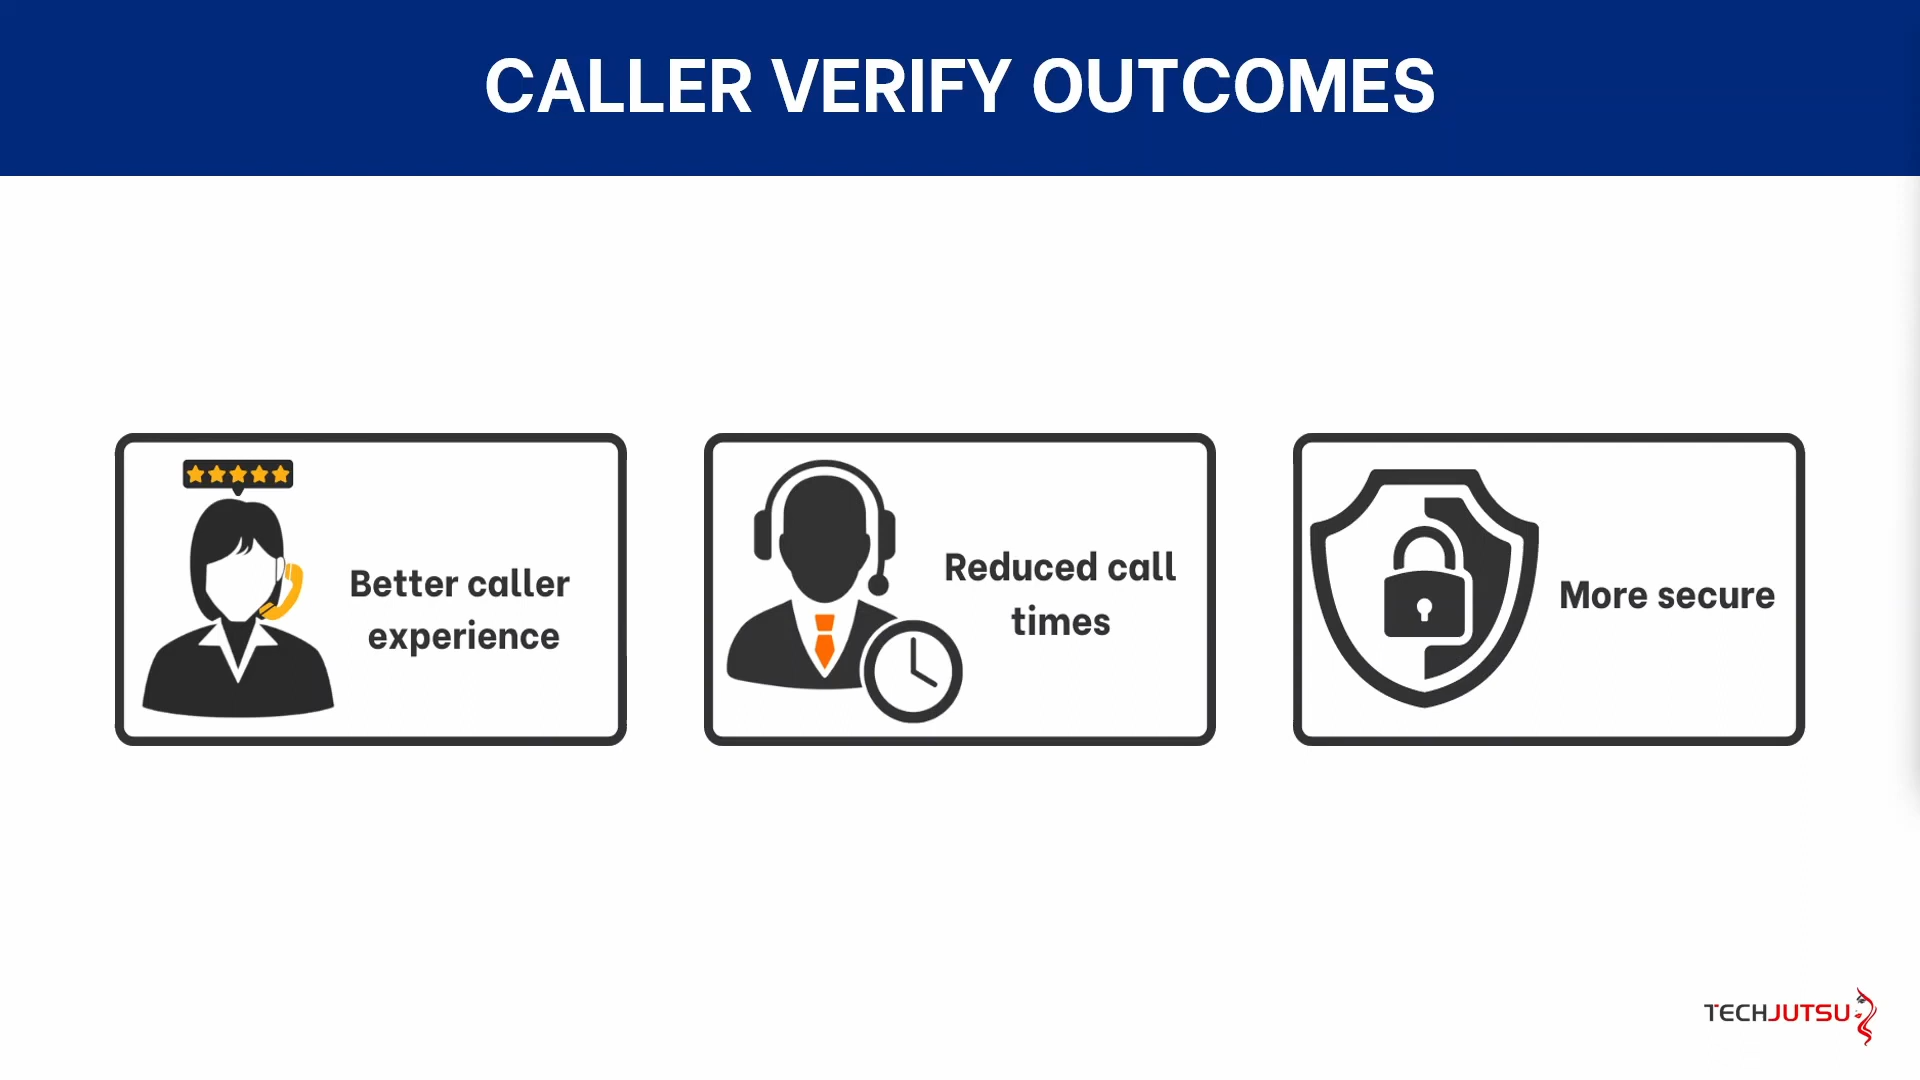 CALLER VERIFY OUTCOMES
Better caller
experience
Reduced call
times
More secure
TECHJUTSU